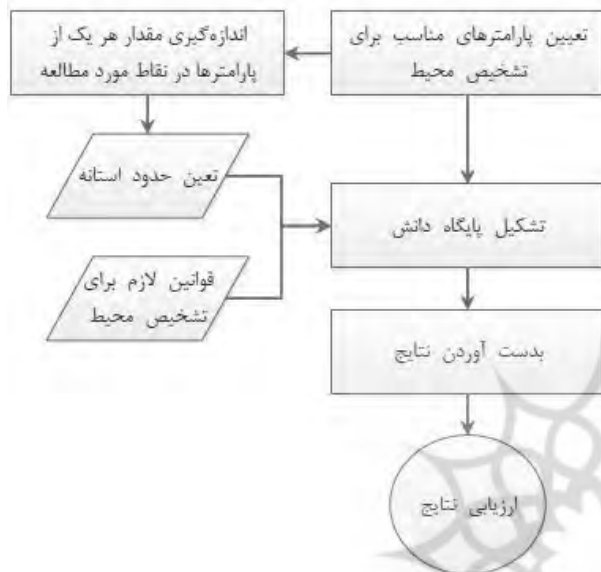 تعیین پارامترهای مناسب برای
تشخیص محیط
اندازه‌گیری مقدار هر یک از
پارامترها در نقاط مورد مطالعه
تعین حدود استانه
تشکیل پایگاه دانش
قوانین لازم برای
تشخیص محیط
بدست آوردن نتایج
ارزیابی نتایج